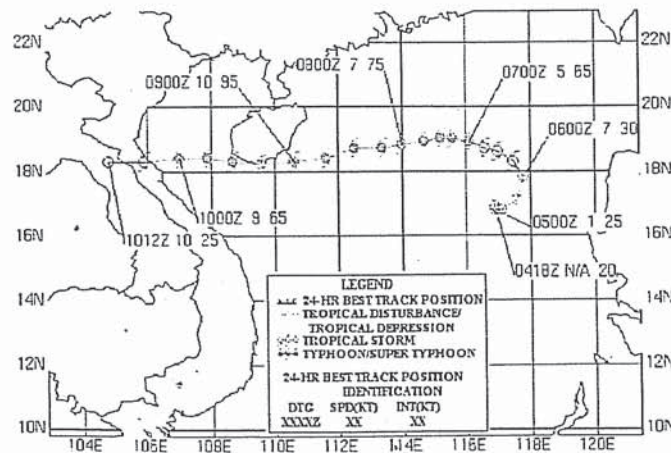 22N
20N
18N
16N
14N
12N
10N
22N
20N
18N
16N
14N
12N
10N
104E
106E
108E
110E
112E
114E
116E
118E
120E
0900Z 10 95
0800Z 7 75
0700Z 5 65
0600Z 7 30
0500Z 1 25
0418Z N/A 20
1000Z 9 65
1012Z 10 25
LEGEND
24-HR BEST TRACK POSITION
TROPICAL DISTURBANCE/
TROPICAL DEPRESSION
TROPICAL STORM
TYPHOON/SUPER TYPHOON
24-HR BEST TRACK POSITION
IDENTIFICATION
DTG SPD(KT) INT(KT)
XXXXZ XX XX